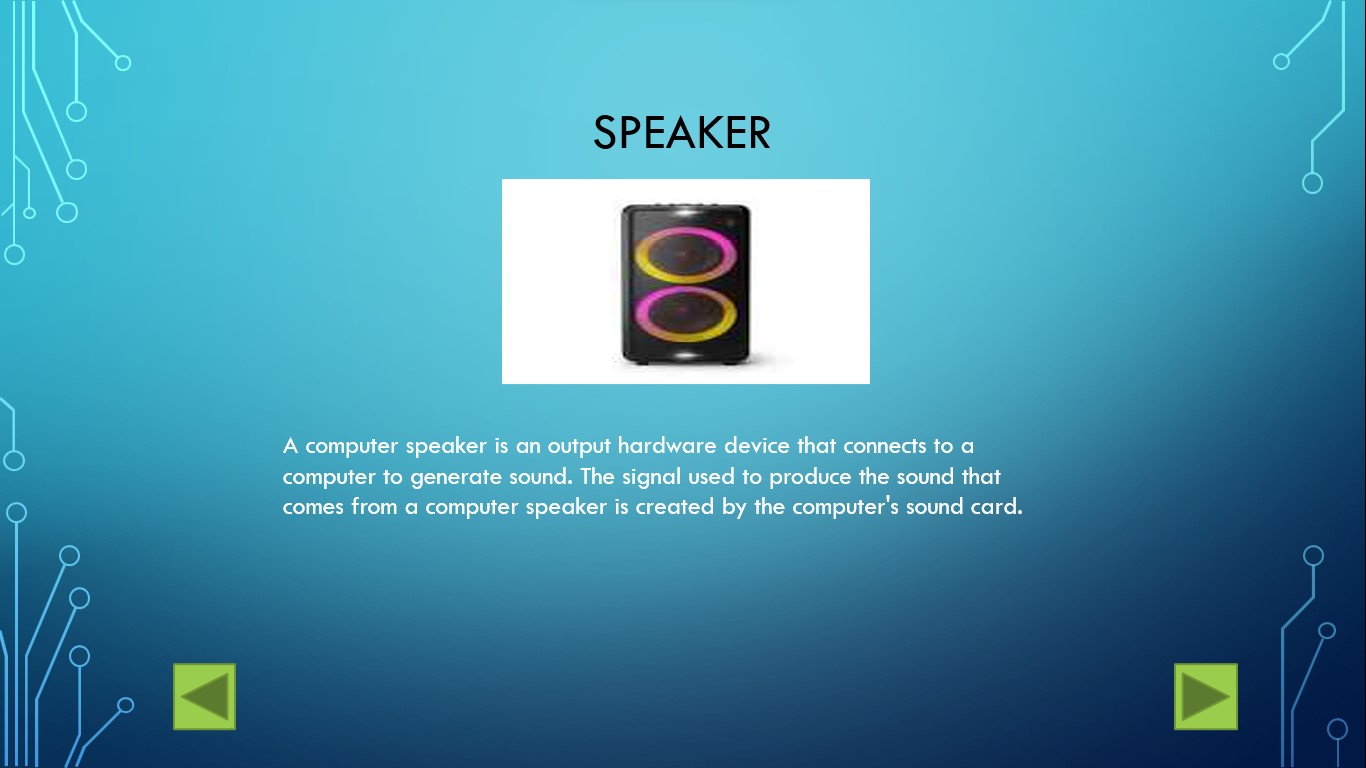 SPEAKER
A computer speaker is an output hardware device that connects to a
computer to generate sound. The signal used to produce the sound that
comes from a computer speaker is created by the computer's sound card.